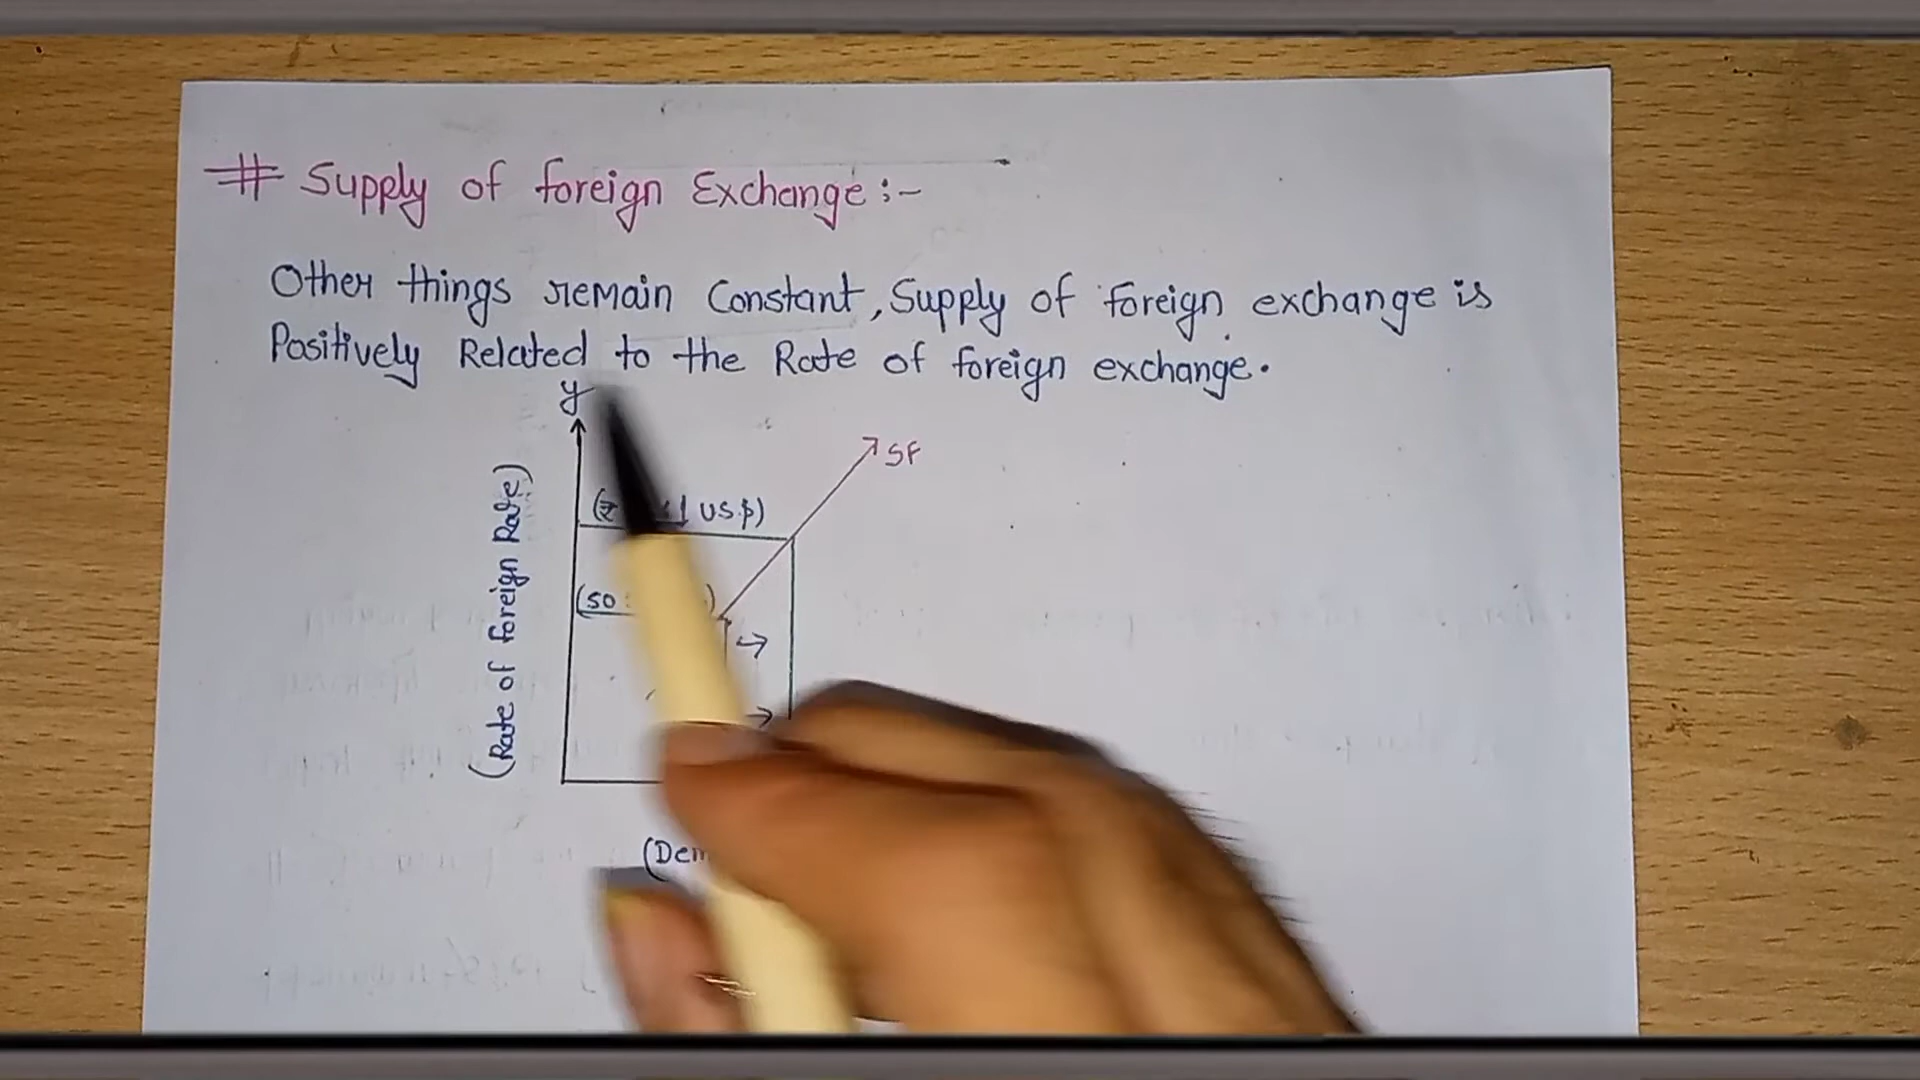 # Supply of foreign Exchange :-
Other things remain Constant, Supply of foreign exchange is
Positively Related to the Rate of foreign exchange.
y
SF
1 US $)
(50
(Rate of foreign Rate)